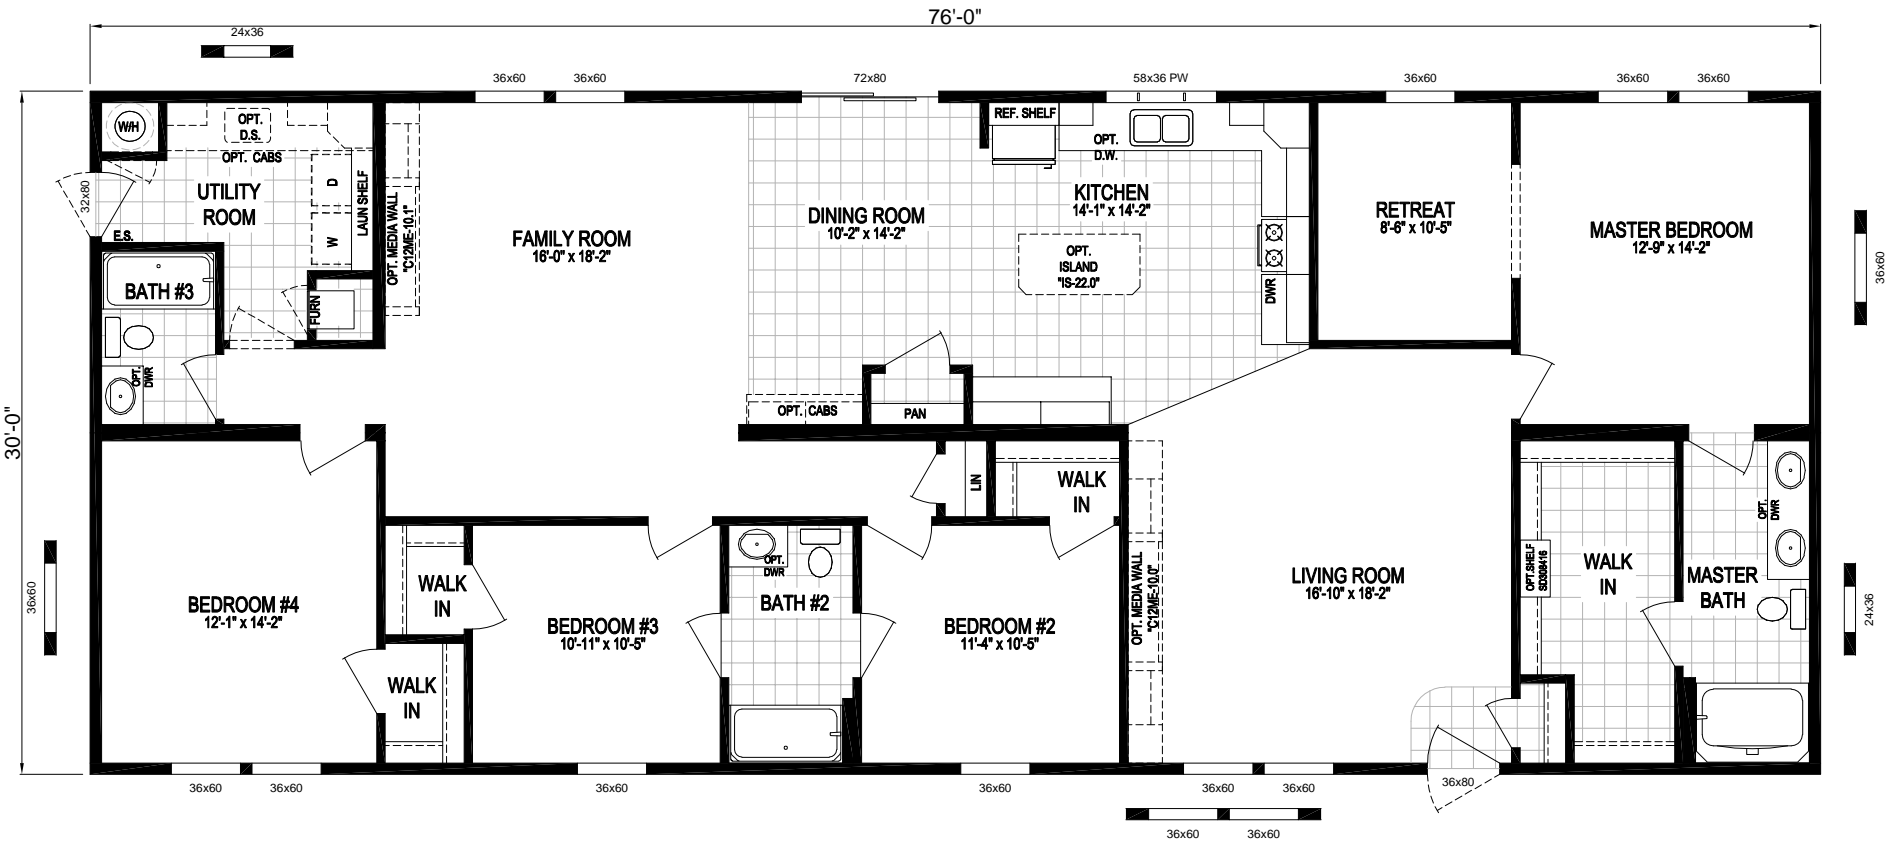 76'-0"
24x36
36x60
36x60
72x80
58x36 PW
36x60
36x60
36x60
W/H
OPT.
D.S.
OPT. CABS
REF. SHELF
OPT.
D.W.
32x80
UTILITY
ROOM
D
W
LAUN SHELF
E.S.
OPT. MEDIA WALL
"C12ME-10.1"
FAMILY ROOM
16'-0" x 18'-2"
DINING ROOM
10'-2" x 14'-2"
KITCHEN
14'-1" x 14'-2"
OPT.
ISLAND
"IS-22.0"
DWR
RETREAT
8'-6" x 10'-5"
MASTER BEDROOM
12'-9" x 14'-2"
36x60
BATH #3
FURN
OPT.
DWR
OPT. CABS
PAN
30'-0"
LIN
WALK
IN
OPT.
DWR
36x60
BEDROOM #4
12'-1" x 14'-2"
WALK
IN
WALK
IN
BEDROOM #3
10'-11" x 10'-5"
OPT.
DWR
BATH #2
BEDROOM #2
11'-4" x 10'-5"
OPT. MEDIA WALL
"C12ME-10.0"
LIVING ROOM
16'-10" x 18'-2"
OPT.SHELF
SD308416
WALK
IN
MASTER
BATH
24x36
36x80
36x60
36x60
36x60
36x60
36x60
36x60
36x60
36x60